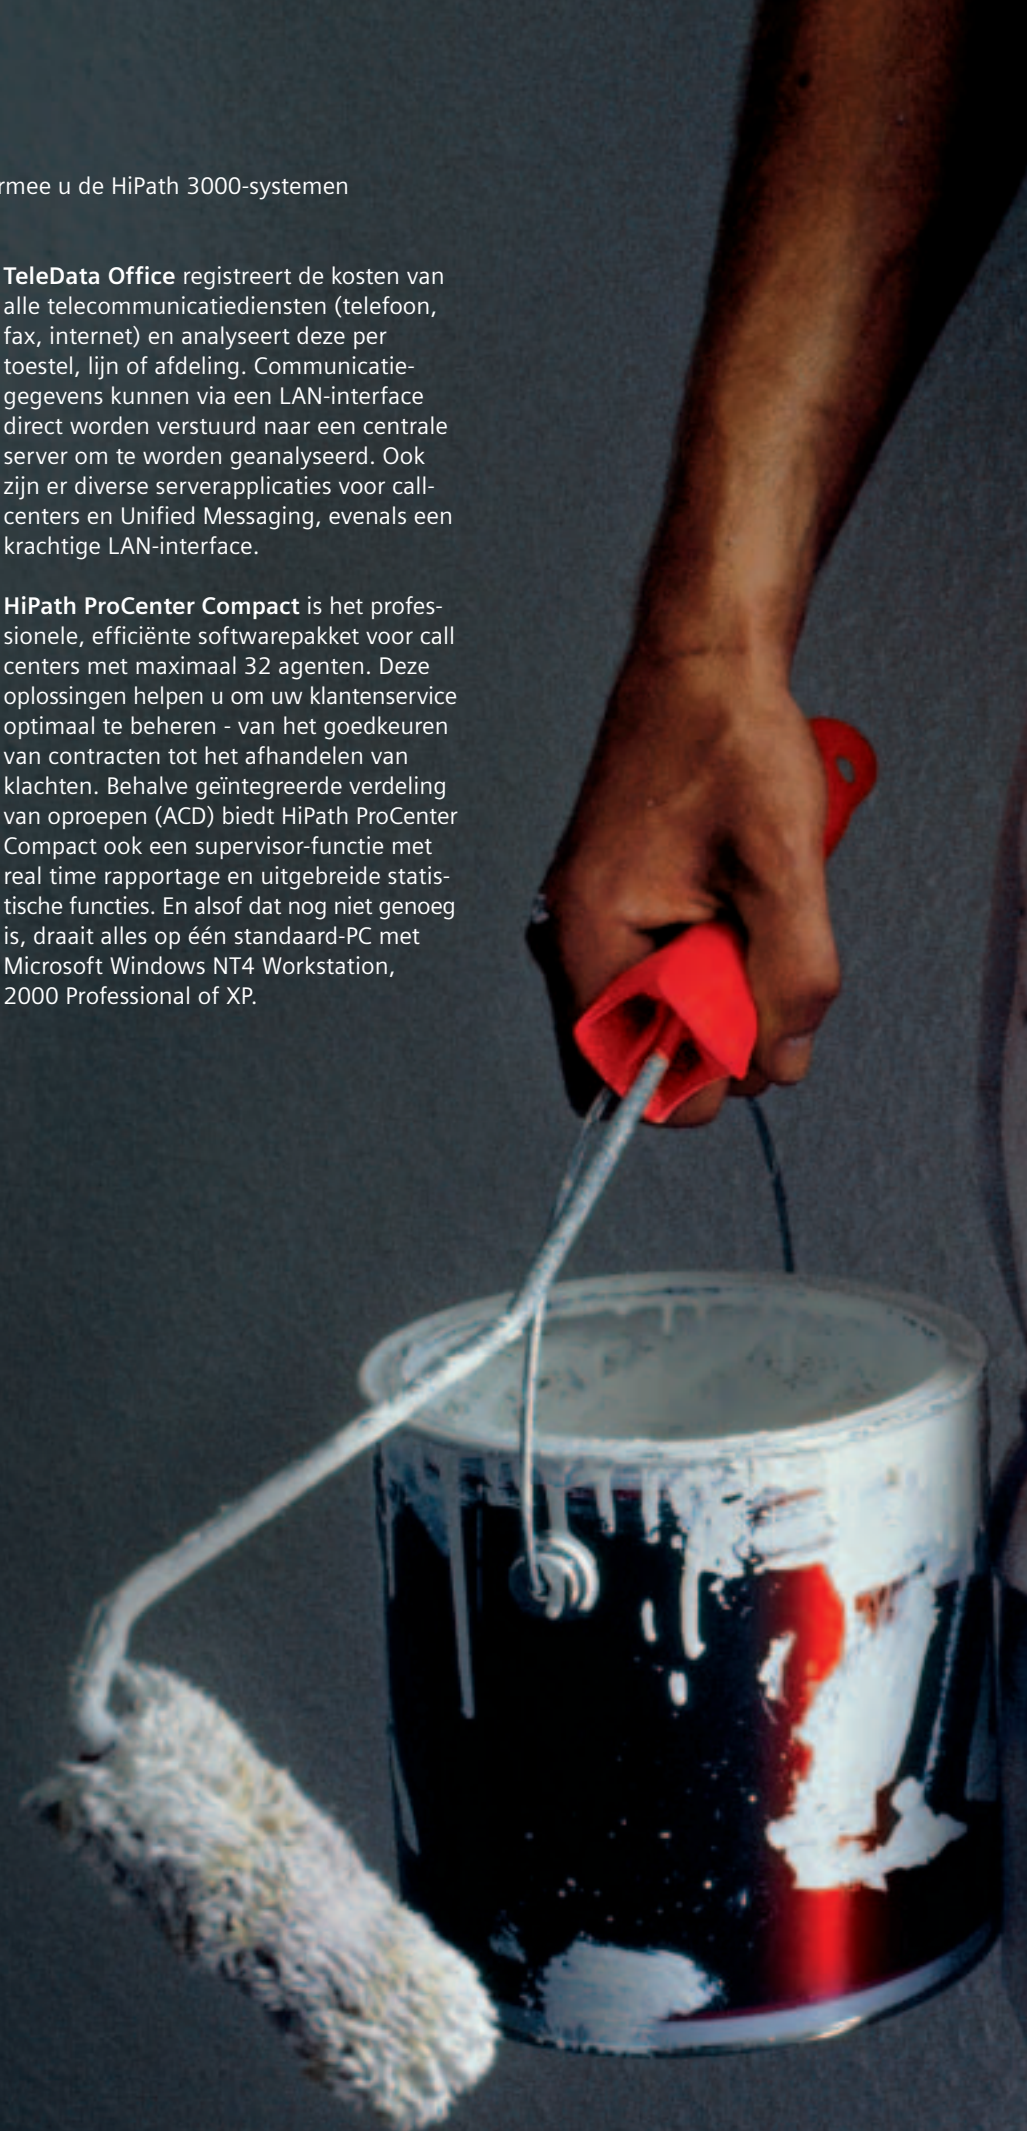 u de HiPath 3000-systemen
TeleData Office registreert de kosten van
alle telecommunicatiediensten (telefoon,
fax, internet) en analyseert deze per
toestel, lijn of afdeling. Communicatie-
gegevens kunnen via een LAN-interface
direct worden verstuurd naar een centrale
server om te worden geanalyseerd. Ook
zijn er diverse serverapplicaties voor call-
centers en Unified Messaging, evenals een
krachtige LAN-interface.
HiPath ProCenter Compact is het profes-
sionele, efficiënte softwarepakket voor call
centers met maximaal 32 agenten. Deze
oplossingen helpen u om uw klantenservice
optimaal te beheren - van het goedkeuren
van contracten tot het afhandelen van
klachten. Behalve geïntegreerde verdeling
van oproepen (ACD) biedt HiPath ProCenter
Compact ook een supervisor-functie met
real time rapportage en uitgebreide statis-
tische functies. En alsof dat nog niet genoeg
is, draait alles op één standaard-PC met
Microsoft Windows NT4 Workstation,
2000 Professional of XP.